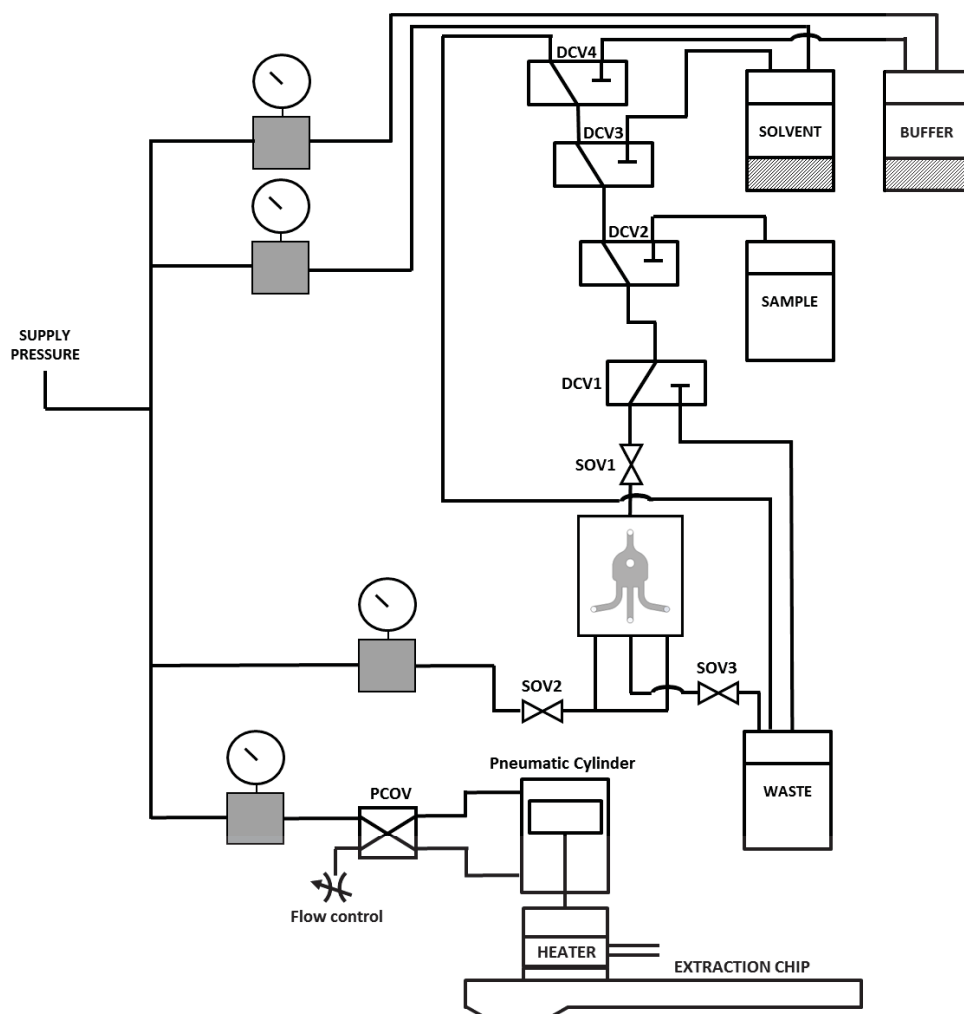 DCV4
DCV3
SOLVENT
BUFFER
DCV2
SAMPLE
SUPPLY
PRESSURE
DCV1
SOV1
SOV2
SOV3
Pneumatic Cylinder
PCOV
WASTE
Flow control
HEATER
EXTRACTION CHIP